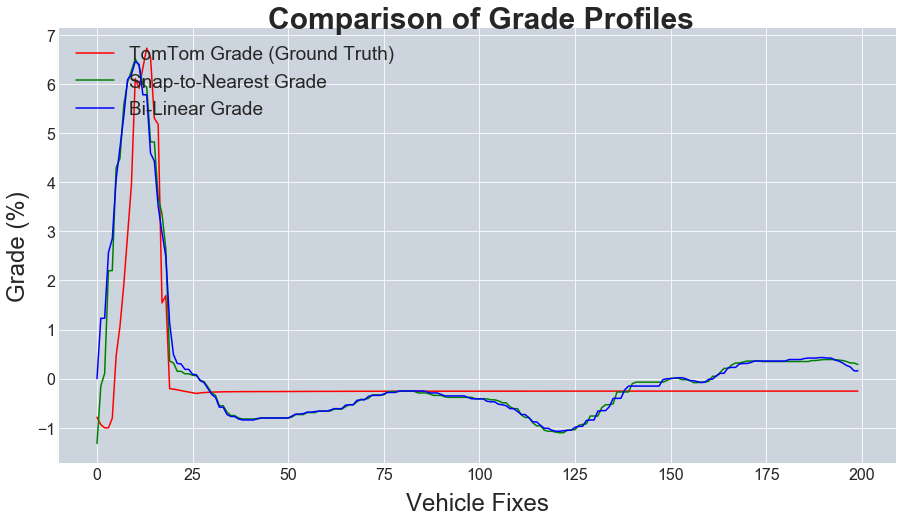 Comparison of Grade Profiles
TomTom Grade (Ground Truth)
Snap-to-Nearest Grade
Bi-Linear Grade
Grade (%)
7
6
5
4
3
2
1
0
−1
0 25 50 75 100 125 150 175 200
Vehicle Fixes